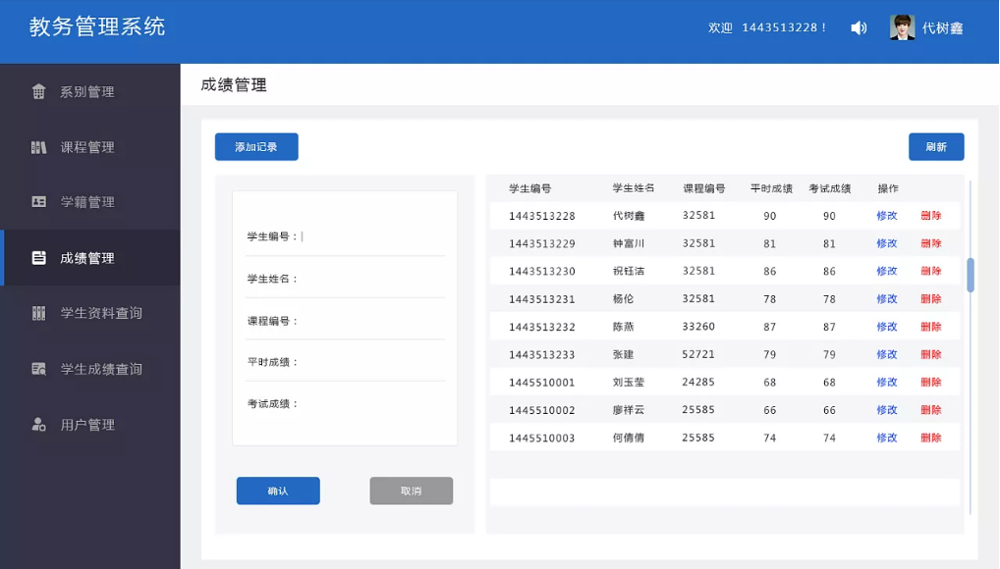 教务管理系统
欢迎 1443513228！
代树鑫
系别管理
课程管理
学籍管理
成绩管理
学生资料查询
学生成绩查询
用户管理
成绩管理
添加记录
刷新
学生编号：
学生姓名：
课程编号：
平时成绩：
考试成绩：
确认
取消
学生编号 学生姓名 课程编号 平时成绩 考试成绩 操作
1443513228 代树鑫 32581 90 90 修改 删除
1443513229 钟富川 32581 81 81 修改 删除
1443513230 祝钰洁 32581 86 86 修改 删除
1443513231 杨伦 32581 78 78 修改 删除
1443513232 陈燕 33260 87 87 修改 删除
1443513233 张建 52721 79 79 修改 删除
1445510001 刘玉莹 24285 68 68 修改 删除
1445510002 廖祥云 25585 66 66 修改 删除
1445510003 何倩倩 25585 74 74 修改 删除